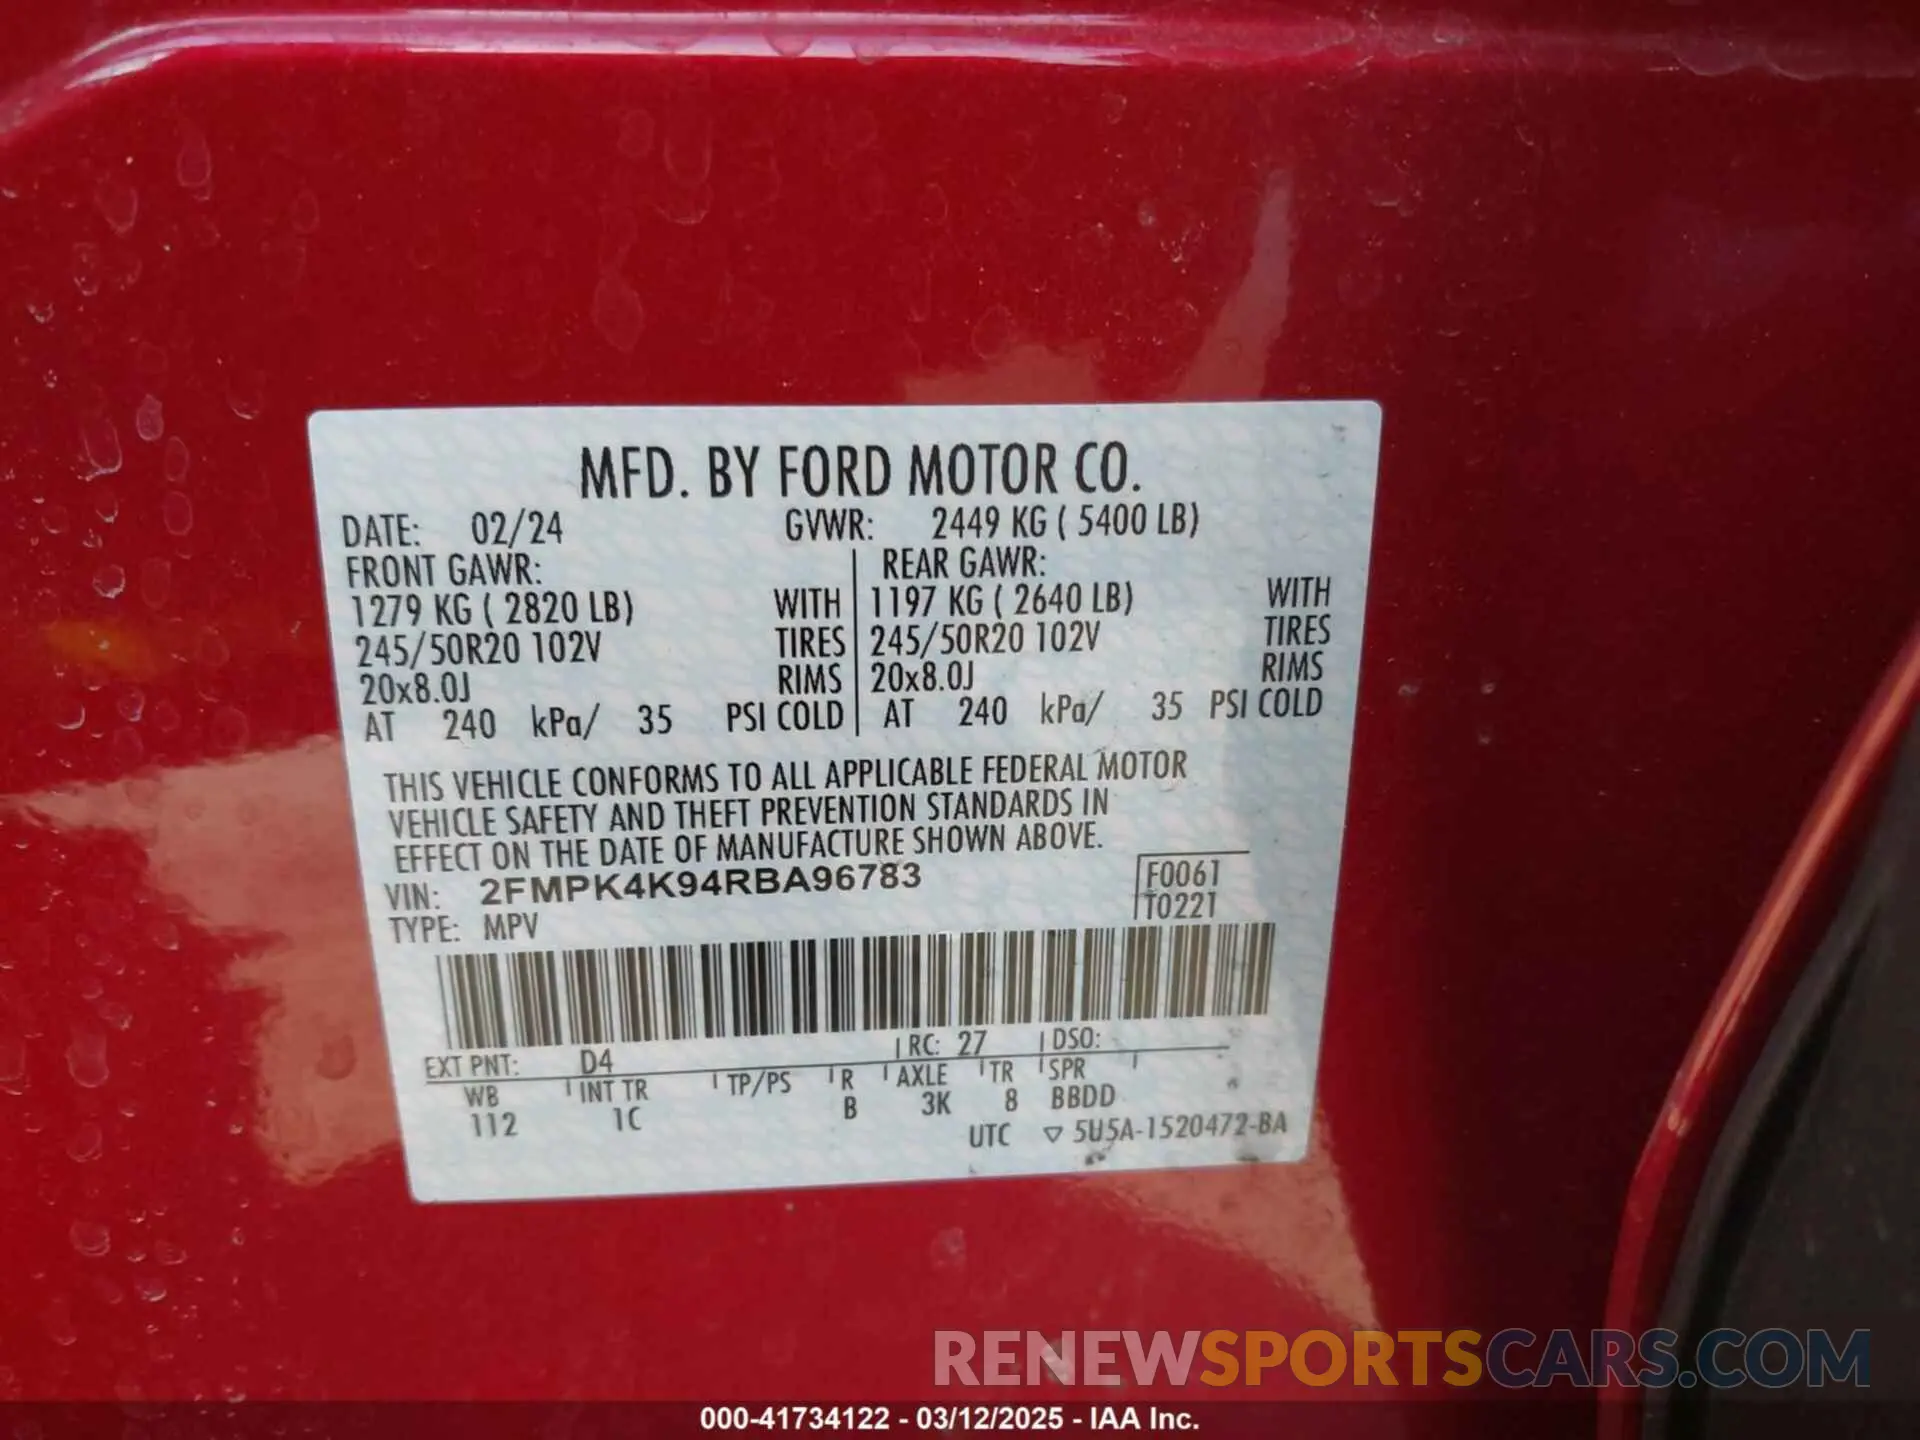 MFD. BY FORD MOTOR CO.
DATE: 02/24 GVWR: 2449 KG ( 5400 LB)
FRONT GAWR: REAR GAWR:
1279 KG ( 2820 LB) WITH 1197 KG ( 2640 LB) WITH
245/50R20 102V TIRES 245/50R20 102V TIRES
20x8.0J RIMS 20x8.0J RIMS
AT 240 kPa/ 35 PSI COLD AT 240 kPa/ 35 PSI COLD
THIS VEHICLE CONFORMS TO ALL APPLICABLE FEDERAL MOTOR
VEHICLE SAFETY AND THEFT PREVENTION STANDARDS IN
EFFECT ON THE DATE OF MANUFACTURE SHOWN ABOVE.
VIN: 2FMPK4K94RBA96783 F0061
TYPE: MPV T0221
EXT PNT: D4 RC: 27 DSO:
WB INT TR TP/PS R AXLE TR SPR
112 1C B 3K 8 BBDD
UTC ▽ 5U5A-1520472-BA
RENEWSPORTSCARS.COM
000-41734122 - 03/12/2025 - IAA Inc.